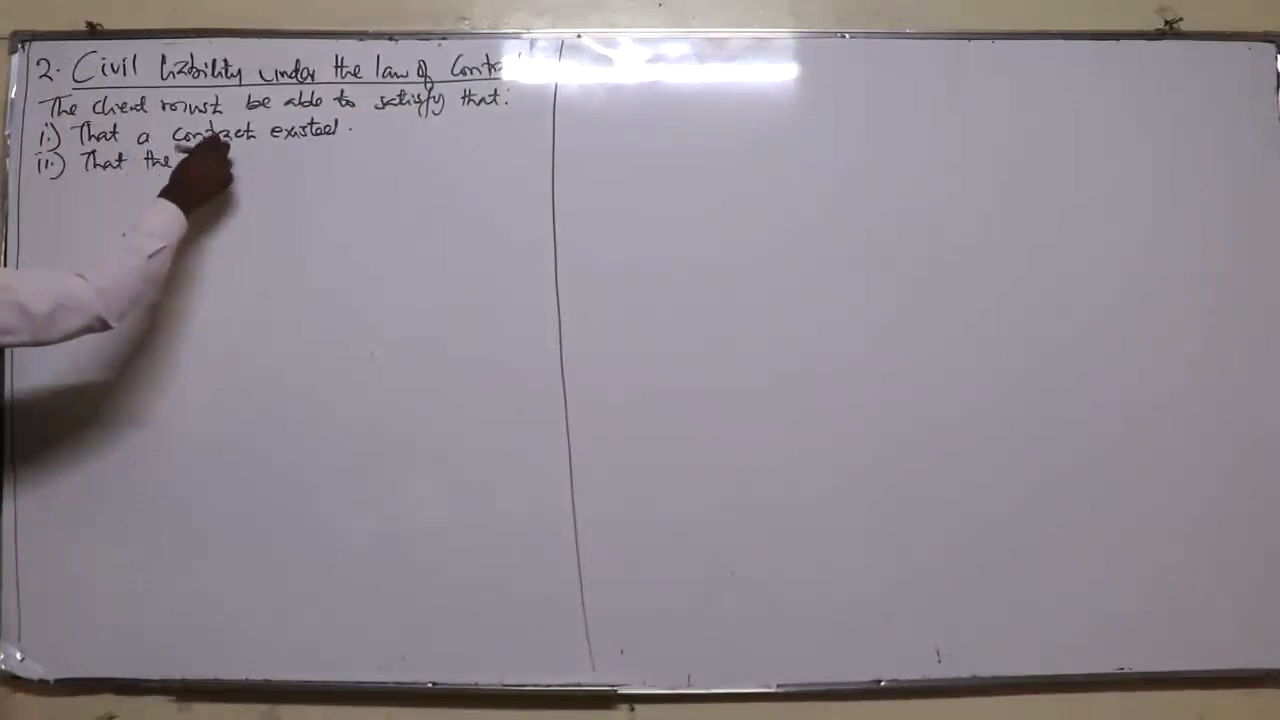 2. Civil liability under the law of Contra
The client must be able to satisfy that:
i.) That a contract existed.
ii.) That the